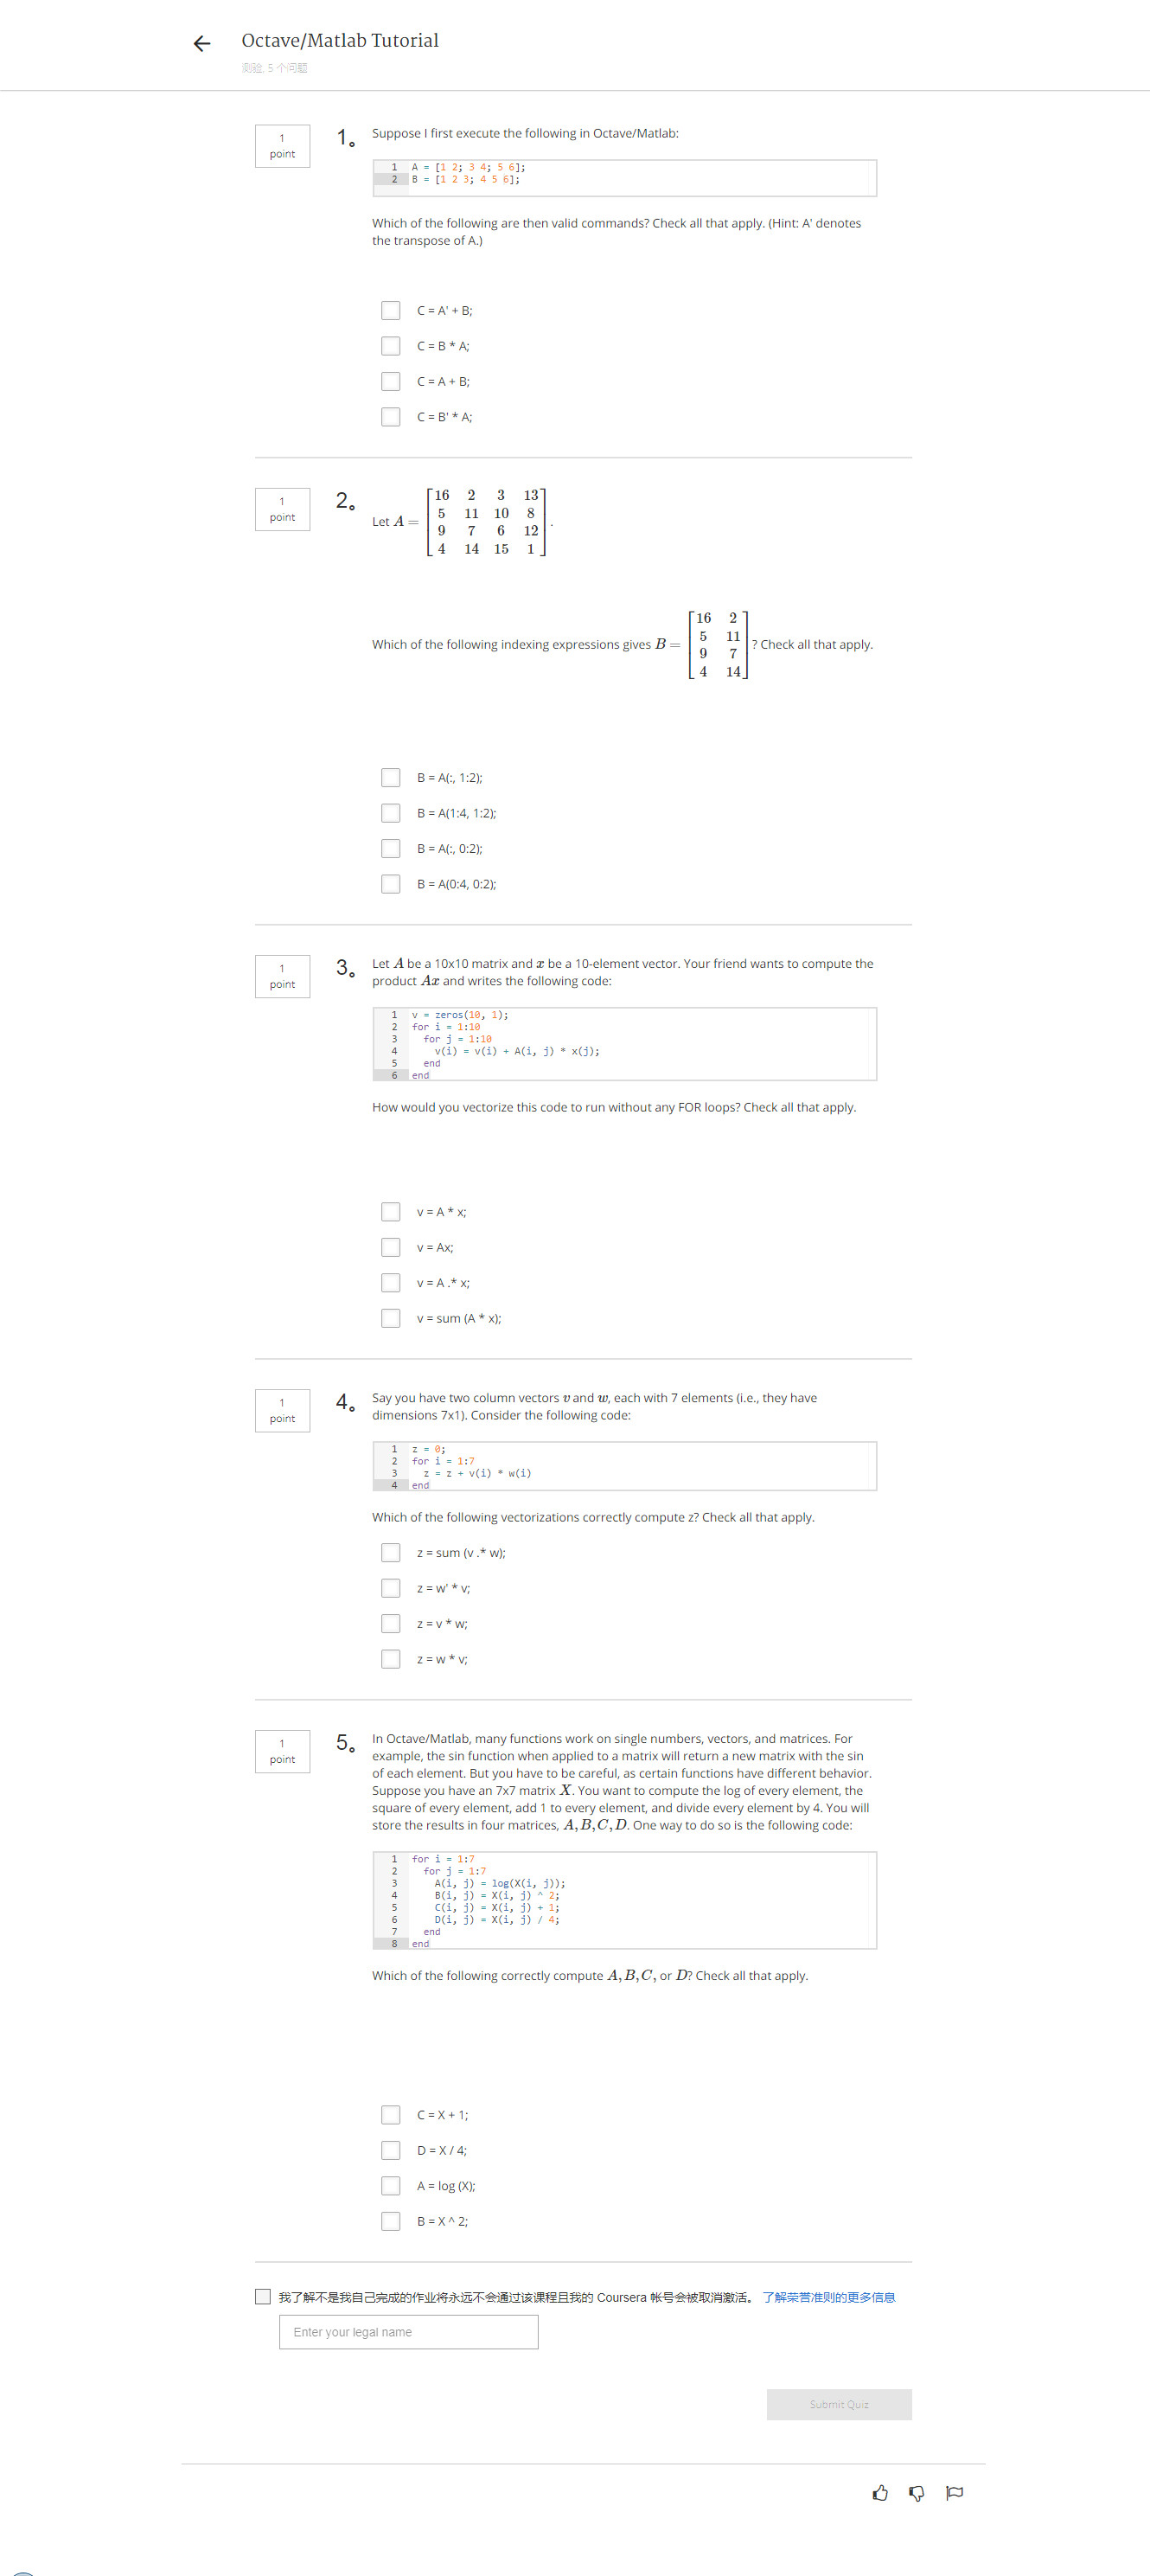 Octave/Matlab Tutorial
测验, 5 个问题
1
point
1。
Suppose I first execute the following in Octave/Matlab:
1 A = [1 2; 3 4; 5 6];
2 B = [1 2 3; 4 5 6];
Which of the following are then valid commands? Check all that apply. (Hint: A' denotes
the transpose of A.)
C = A' + B;
C = B * A;
C = A + B;
C = B' * A;
1
point
2。
Let A =
16 2 3 13
5 11 10 8
9 7 6 12
4 14 15 1
.
Which of the following indexing expressions gives B =
16 2
5 11
9 7
4 14
? Check all that apply.
B = A(:, 1:2);
B = A(1:4, 1:2);
B = A(:, 0:2);
B = A(0:4, 0:2);
1
point
3。
Let A be a 10x10 matrix and x be a 10-element vector. Your friend wants to compute the
product Ax and writes the following code:
1 v = zeros(10, 1);
2 for i = 1:10
3 for j = 1:10
4 v(i) = v(i) + A(i, j) * x(j);
5 end
6 end
How would you vectorize this code to run without any FOR loops? Check all that apply.
v = A * x;
v = Ax;
v = A .* x;
v = sum (A * x);
1
point
4。
Say you have two column vectors v and w, each with 7 elements (i.e., they have
dimensions 7x1). Consider the following code:
1 z = 0;
2 for i = 1:7
3 z = z + v(i) * w(i)
4 end
Which of the following vectorizations correctly compute z? Check all that apply.
z = sum (v .* w);
z = w' * v;
z = v * w;
z = w * v;
1
point
5。
In Octave/Matlab, many functions work on single numbers, vectors, and matrices. For
example, the sin function when applied to a matrix will return a new matrix with the sin
of each element. But you have to be careful, as certain functions have different behavior.
Suppose you have an 7x7 matrix X. You want to compute the log of every element, the
square of every element, add 1 to every element, and divide every element by 4. You will
store the results in four matrices, A, B, C, D. One way to do so is the following code:
1 for i = 1:7
2 for j = 1:7
3 A(i, j) = log(X(i, j));
4 B(i, j) = X(i, j) ^ 2;
5 C(i, j) = X(i, j) + 1;
6 D(i, j) = X(i, j) / 4;
7 end
8 end
Which of the following correctly compute A, B, C, or D? Check all that apply.
C = X + 1;
D = X / 4;
A = log (X);
B = X ^ 2;
我了解不是我自己完成的作业将永远不会通过该课程且我的 Coursera 帐号会被取消激活。 了解荣誉准则的更多信息
Enter your legal name
Submit Quiz